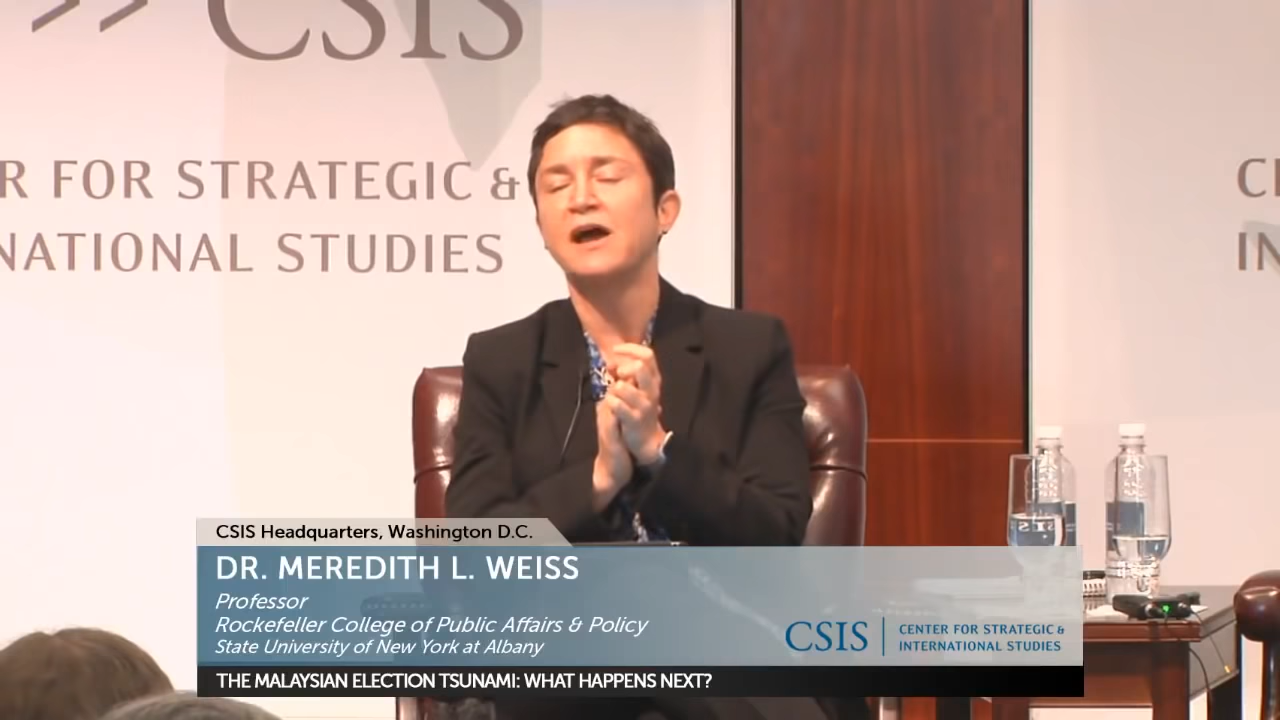 CSIS
R FOR STRATEGIC &
NATIONAL STUDIES
CSIS Headquarters, Washington D.C.
DR. MEREDITH L. WEISS
Professor
Rockefeller College of Public Affairs & Policy
State University of New York at Albany
CSIS
CENTER FOR STRATEGIC &
INTERNATIONAL STUDIES
THE MALAYSIAN ELECTION TSUNAMI: WHAT HAPPENS NEXT?